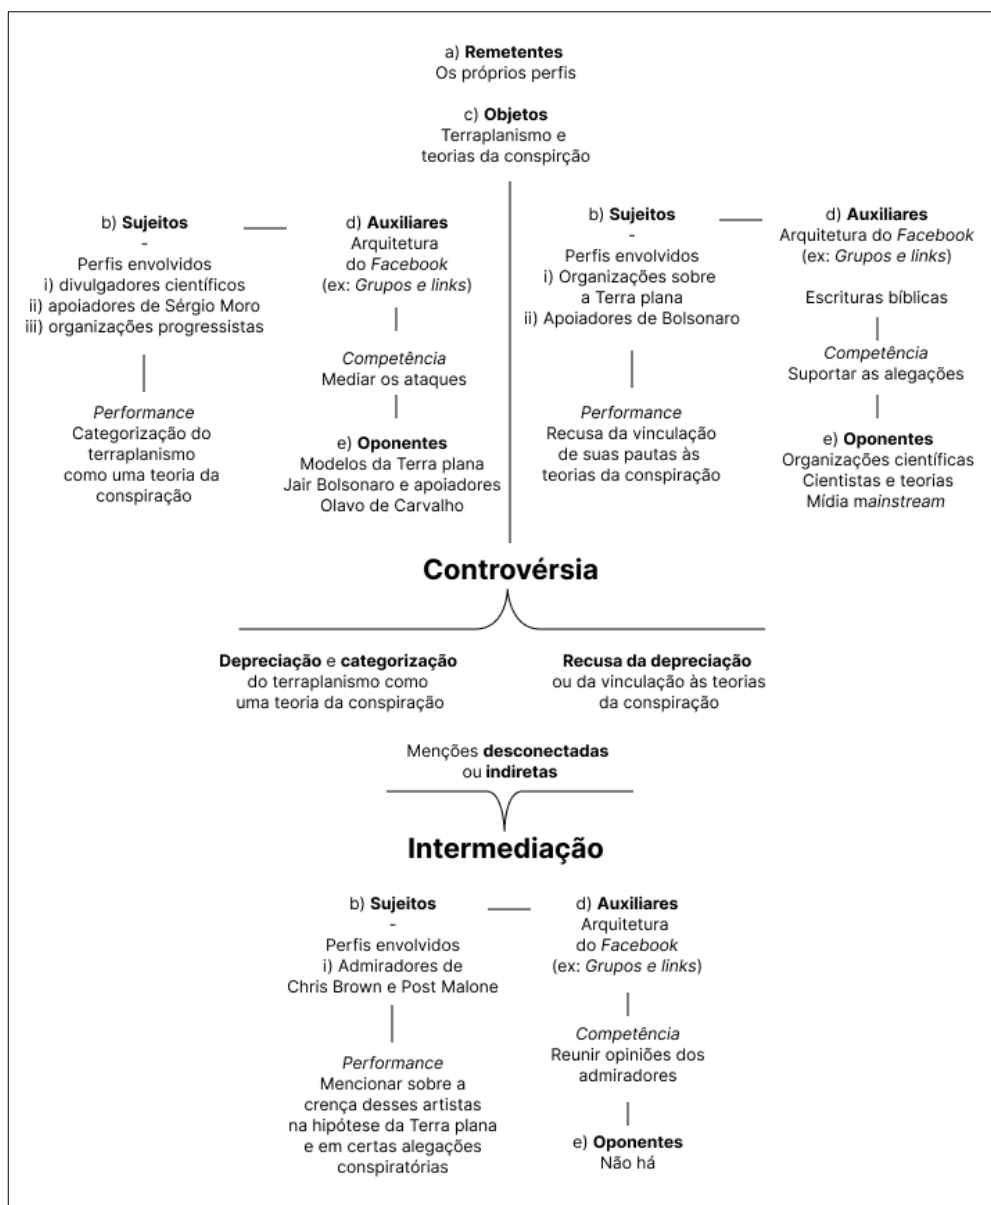 a) Remetentes
Os próprios perfis
c) Objetos
Terraplanismo e
teorias da conspirção
b) Sujeitos
-
Perfis envolvidos
i) divulgadores científicos
ii) apoiadores de Sérgio Moro
iii) organizações progressistas
Performance
Categorização do
terraplanismo
como uma teoria da
conspiração
d) Auxiliares
Arquitetura
do Facebook
(ex: Grupos e links)
Competência
Mediar os ataques
e) Oponentes
Modelos da Terra plana
Jair Bolsonaro e apoiadores
Olavo de Carvalho
b) Sujeitos
-
Perfis envolvidos
i) Organizações sobre
a Terra plana
ii) Apoiadores de Bolsonaro
Performance
Recusa da vinculação
de suas pautas às
teorias da conspiração
d) Auxiliares
Arquitetura do Facebook
(ex: Grupos e links)
Escrituras bíblicas
Competência
Suportar as alegações
e) Oponentes
Organizações científicas
Cientistas e teorias
Mídia mainstream
Controvérsia
Depreciação e categorização
do terraplanismo como
uma teoria da conspiração
Recusa da depreciação
ou da vinculação às teorias
da conspiração
Menções desconectadas
ou indiretas
Intermediação
b) Sujeitos
-
Perfis envolvidos
i) Admiradores de
Chris Brown e Post Malone
Performance
Mencionar sobre a
crença desses artistas
na hipótese da Terra plana
e em certas alegações
conspiratórias
d) Auxiliares
Arquitetura
do Facebook
(ex: Grupos e links)
Competência
Reunir opiniões dos
admiradores
e) Oponentes
Não há